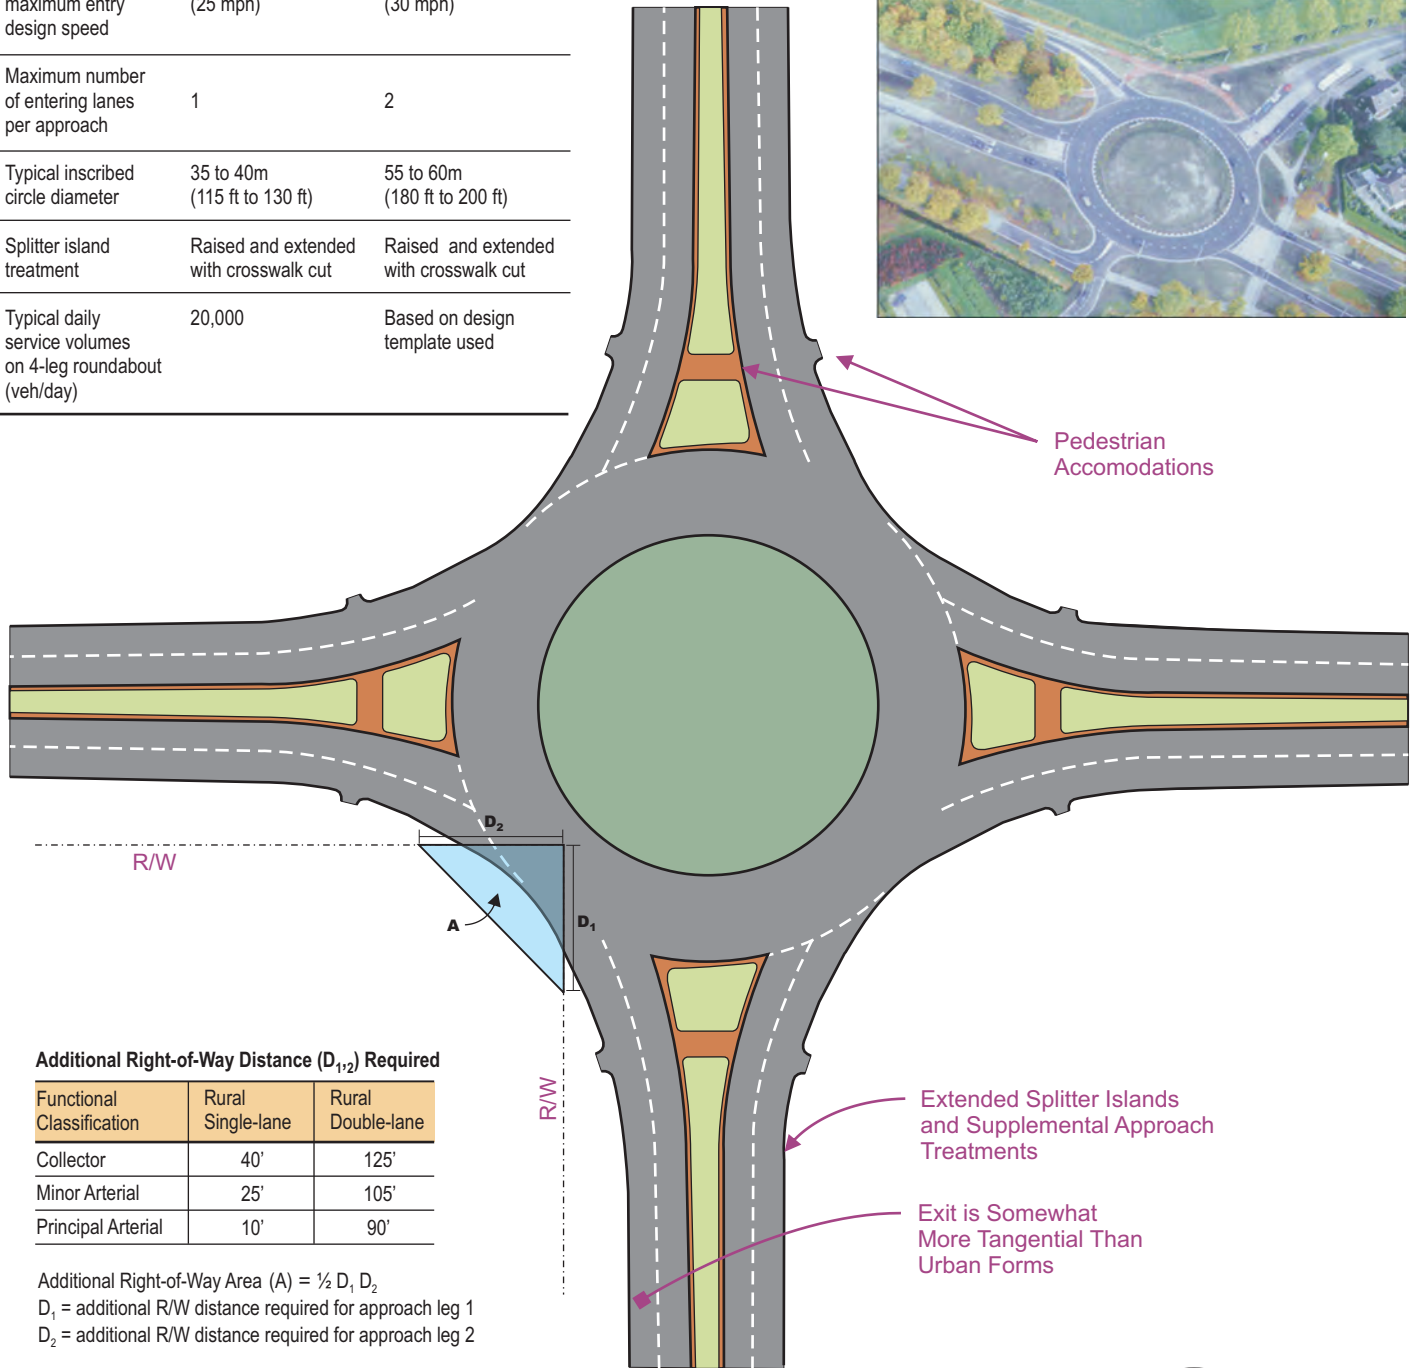 maximum entry (25 mph) (30 mph)
design speed
Maximum number
of entering lanes 1 2
per approach
Typical inscribed 35 to 40m 55 to 60m
circle diameter (115 ft to 130 ft) (180 ft to 200 ft)
Splitter island Raised and extended Raised and extended
treatment with crosswalk cut with crosswalk cut
Typical daily 20,000 Based on design
service volumes template used
on 4-leg roundabout
(veh/day)
Pedestrian
Accomodations
D₂
R/W
A
D₁
R/W
Additional Right-of-Way Distance (D₁,₂) Required
Functional Rural Rural
Classification Single-lane Double-lane
Collector 40’ 125’
Minor Arterial 25’ 105’
Principal Arterial 10’ 90’
Additional Right-of-Way Area (A) = ½ D₁ D₂
D₁ = additional R/W distance required for approach leg 1
D₂ = additional R/W distance required for approach leg 2
Extended Splitter Islands
and Supplemental Approach
Treatments
Exit is Somewhat
More Tangential Than
Urban Forms